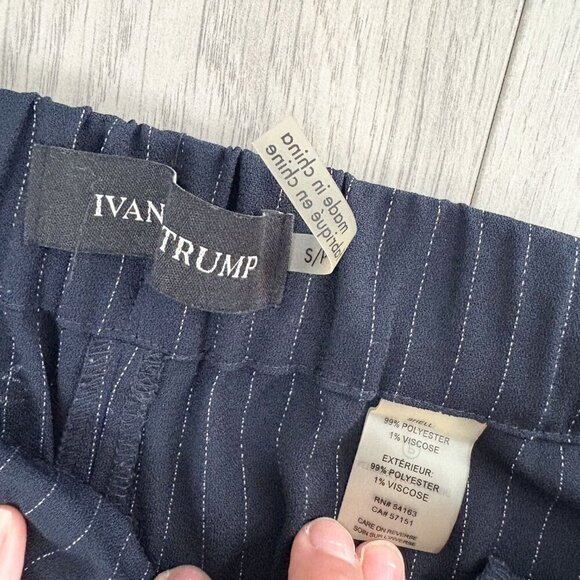 IVAN
TRUMP
S/
made in china
fabriqué en chine
SHELL:
99% POLYESTER
1% VISCOSE
EXTÉRIEUR:
99% POLYESTER
1% VISCOSE
RN# 54163
CA# 57151
CARE ON REVERSE
SOIN SUR L'ENVERS